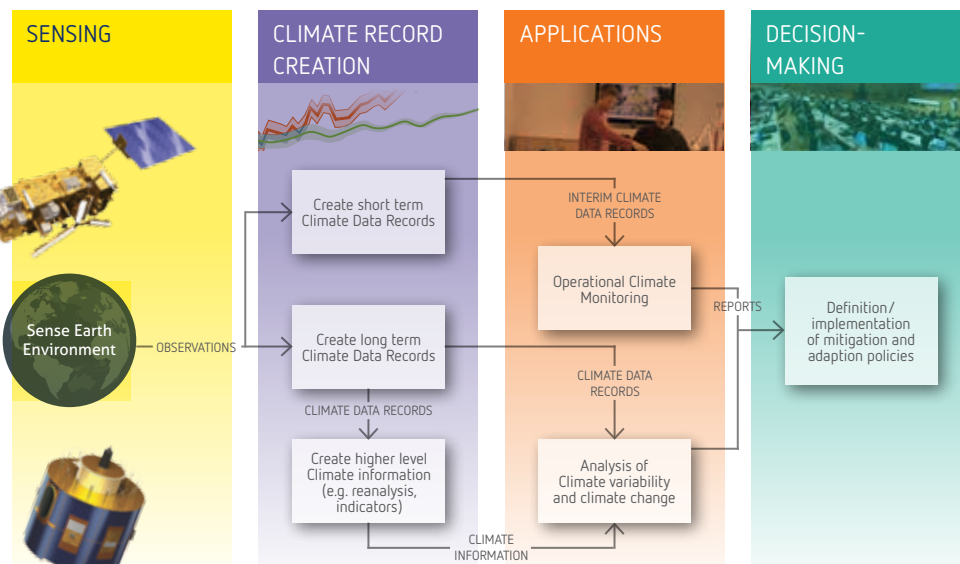 SENSING
CLIMATE RECORD
CREATION
APPLICATIONS
DECISION-
MAKING
Sense Earth
Environment
OBSERVATIONS
Create short term
Climate Data Records
Create long term
Climate Data Records
CLIMATE DATA RECORDS
Create higher level
Climate information
(e.g. reanalysis,
indicators)
CLIMATE
INFORMATION
INTERIM CLIMATE
DATA RECORDS
Operational Climate
Monitoring
CLIMATE DATA
RECORDS
Analysis of
Climate variability
and climate change
REPORTS
Definition/
implementation
of mitigation and
adaption policies